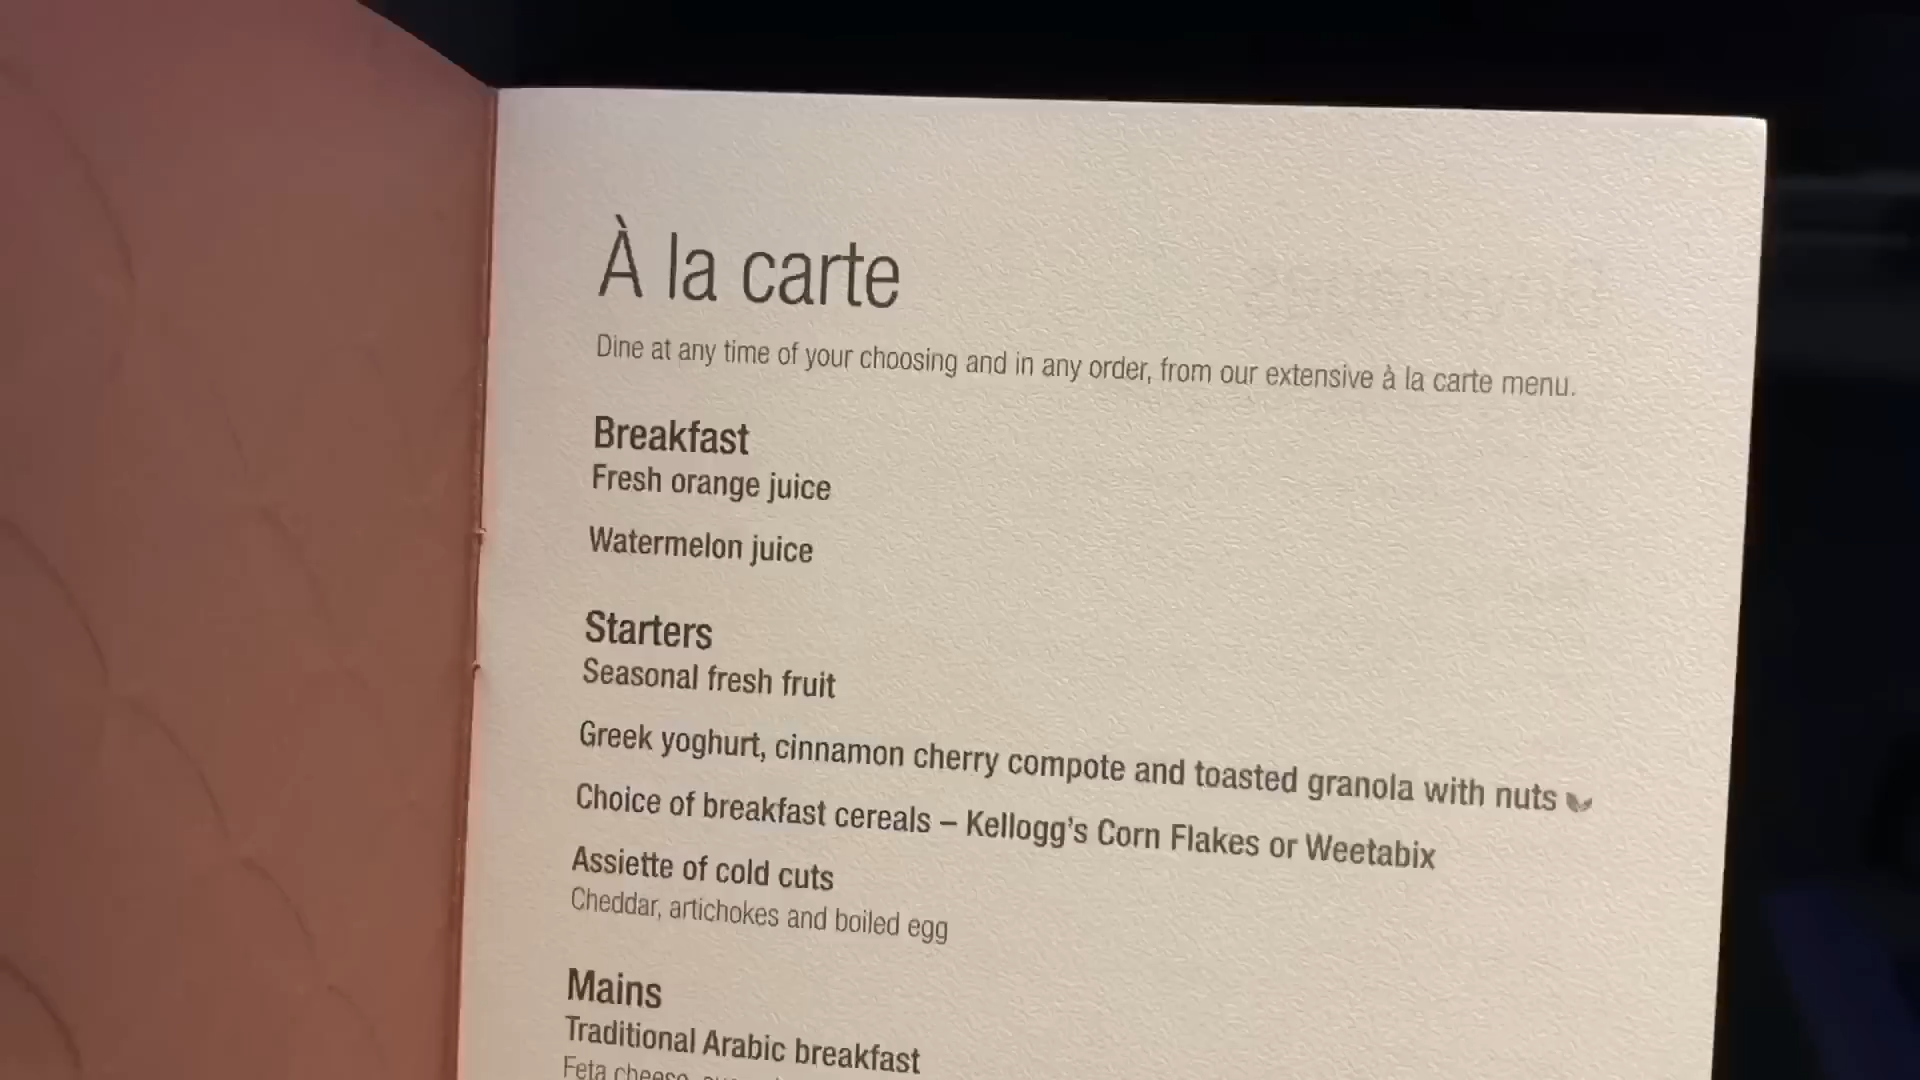 À la carte
Dine at any time of your choosing and in any order, from our extensive à la carte menu.
Breakfast
Fresh orange juice
Watermelon juice
Starters
Seasonal fresh fruit
Greek yoghurt, cinnamon cherry compote and toasted granola with nuts
Choice of breakfast cereals – Kellogg’s Corn Flakes or Weetabix
Assiette of cold cuts
Cheddar, artichokes and boiled egg
Mains
Traditional Arabic breakfast
Feta cheese,